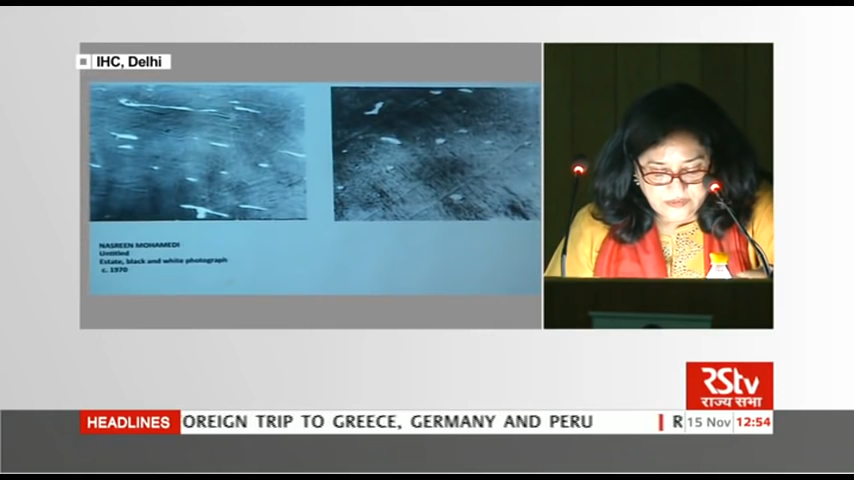 IHC, Delhi
NASREEN MOHAMEDI
Untitled
Estate, black and white photograph
c. 1970
RStv
राज्य सभा
HEADLINES OREIGN TRIP TO GREECE, GERMANY AND PERU R 15 Nov 12:54